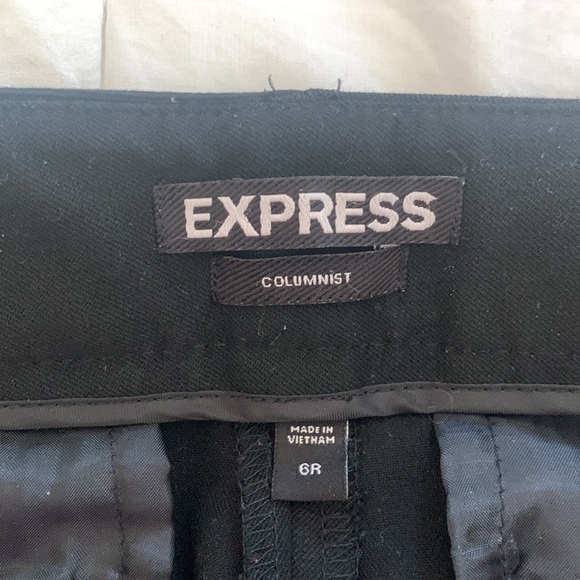 EXPRESS
COLUMNIST
MADE IN
VIETNAM
6R